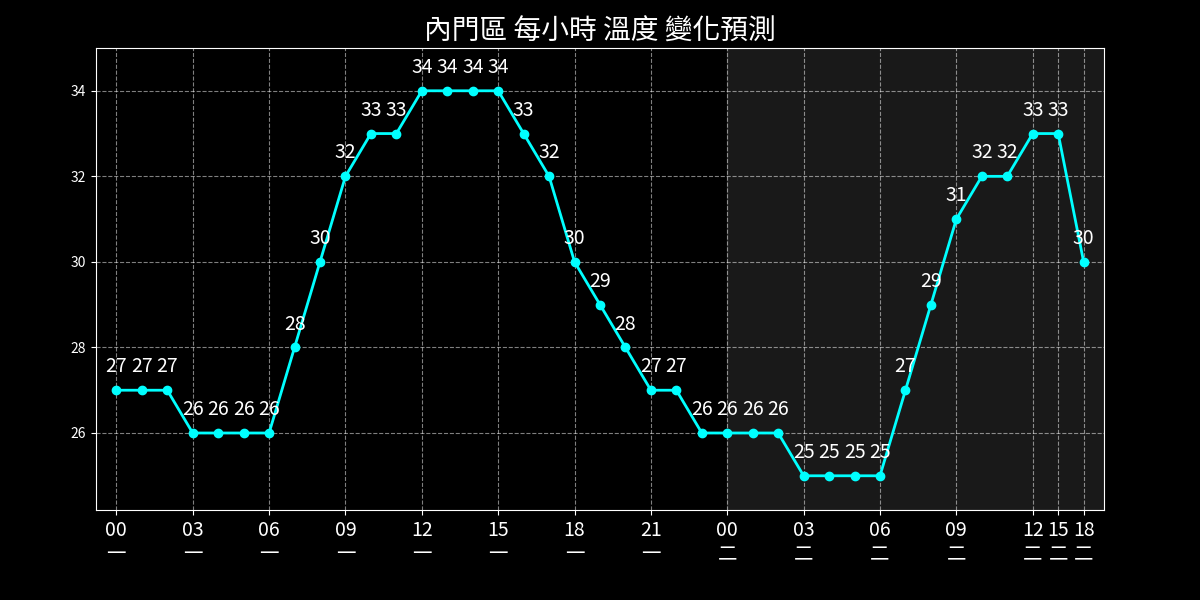 內門區 每小時 溫度 變化預測
34 34 34 34
34
33 33 33 33 33
32 32 32 32
32
31
30 30 30
30
29 29
28 28
28
27 27 27 27 27 27
26 26 26 26 26 26 26 26
26
25 25 25 25
00 03 06 09 12 15 18 21 00 03 06 09 12 15 18
一 一 一 一 一 一 一 一 二 二 二 二 二 二 二